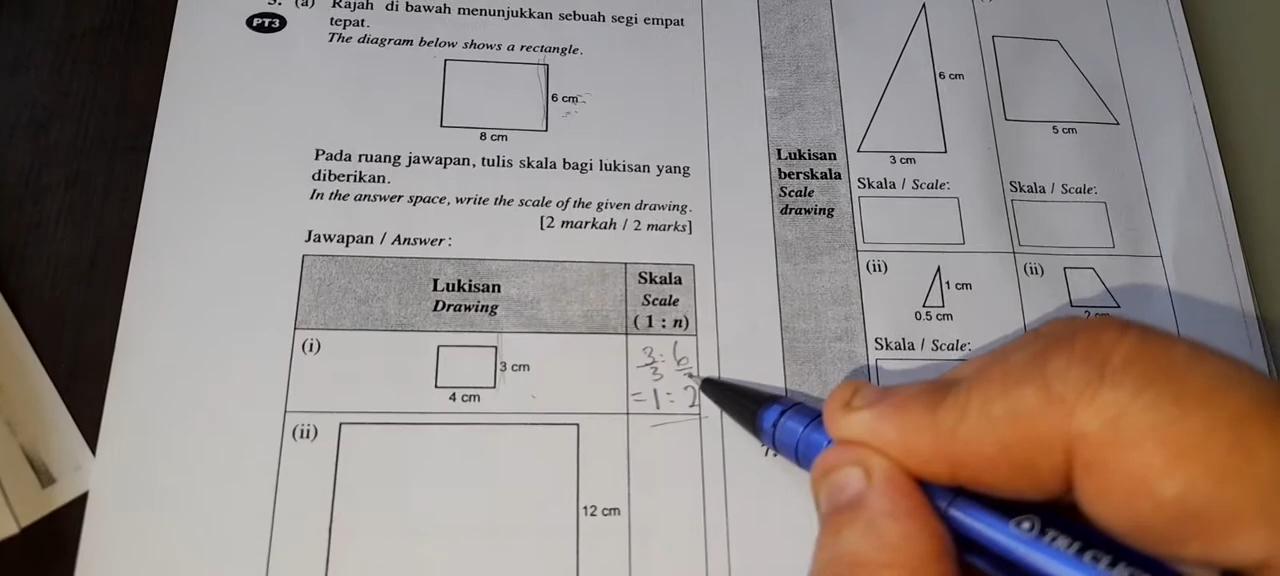 (a) Rajah di bawah menunjukkan sebuah segi empat
tepat.
PT3
The diagram below shows a rectangle.
6 cm
8 cm
Pada ruang jawapan, tulis skala bagi lukisan yang
diberikan.
In the answer space, write the scale of the given drawing.
[2 markah / 2 marks]
Jawapan / Answer:
Lukisan
Drawing
Skala
Scale
(1 : n)
(i)
3 cm
4 cm
3 : 6
3
= 1 : 2
(ii)
12 cm
Lukisan
berskala
Scale
drawing
6 cm
3 cm
Skala / Scale:
5 cm
Skala / Scale:
(ii)
1 cm
0.5 cm
Skala / Scale:
(ii)
2 cm